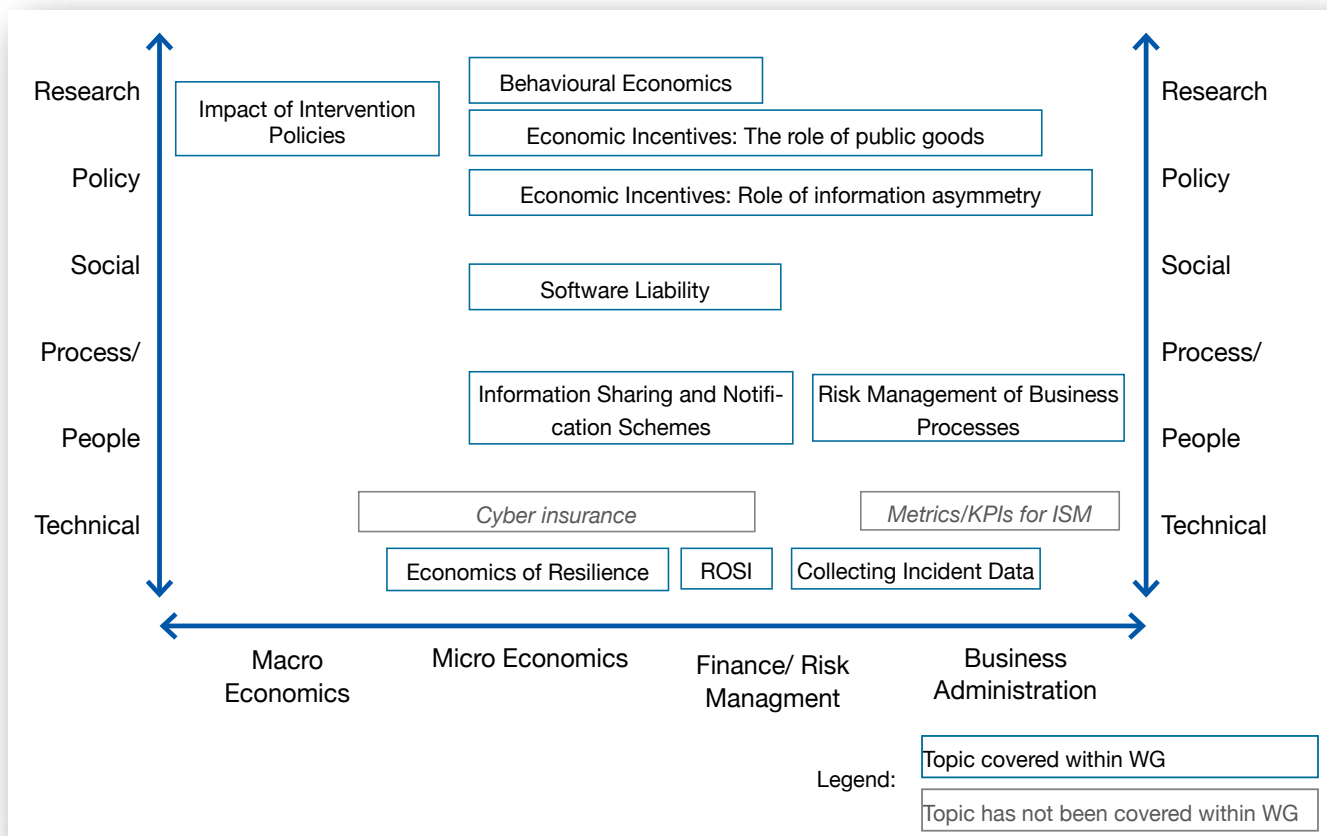 Research
Policy
Social
Process/
People
Technical
Impact of Intervention
Policies
Behavioural Economics
Economic Incentives: The role of public goods
Economic Incentives: Role of information asymmetry
Software Liability
Information Sharing and Notifi-
cation Schemes
Risk Management of Business
Processes
Cyber insurance
Metrics/KPIs for ISM
Economics of Resilience
ROSI
Collecting Incident Data
Research
Policy
Social
Process/
People
Technical
Macro
Economics
Micro Economics
Finance/ Risk
Managment
Business
Administration
Legend:
Topic covered within WG
Topic has not been covered within WG